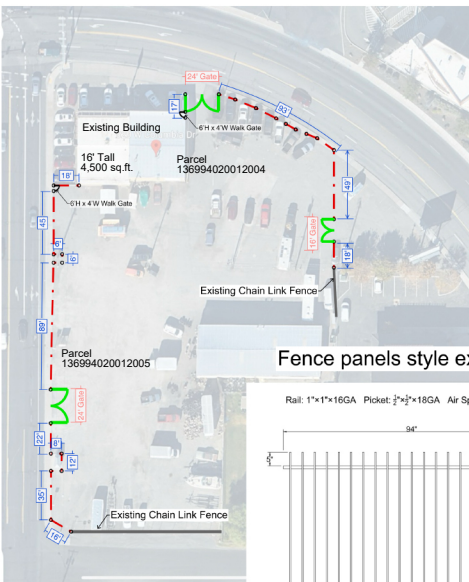 24' Gate
93'
17'
6'H x 4'W Walk Gate
Existing Building
16' Tall
4,500 sq.ft.
Parcel
136994020012004
18'
6'H x 4'W Walk Gate
49'
45'
16' Gate
6'
6'
18'
Existing Chain Link Fence
89'
Parcel
136994020012005
Fence panels style ex
24' Gate
Rail: 1"×1"×16GA Picket: ½"×½"×18GA Air Sp
22'
8'
94"
12'
5"
35'
Existing Chain Link Fence
16'